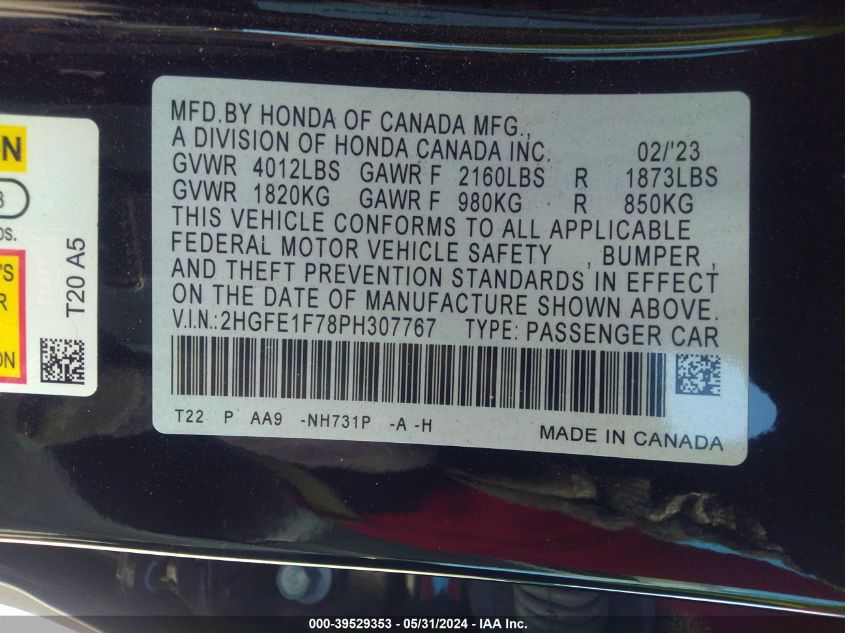 MFD.BY HONDA OF CANADA MFG.,
A DIVISION OF HONDA CANADA INC. 02/'23
GVWR 4012LBS GAWR F 2160LBS R 1873LBS
GVWR 1820KG GAWR F 980KG R 850KG
THIS VEHICLE CONFORMS TO ALL APPLICABLE
FEDERAL MOTOR VEHICLE SAFETY , BUMPER ,
AND THEFT PREVENTION STANDARDS IN EFFECT
ON THE DATE OF MANUFACTURE SHOWN ABOVE.
V.I.N.:2HGFE1F78PH307767 TYPE: PASSENGER CAR
T22 P AA9 -NH731P -A -H
MADE IN CANADA
T20 A5
000-39529353 - 05/31/2024 - IAA Inc.